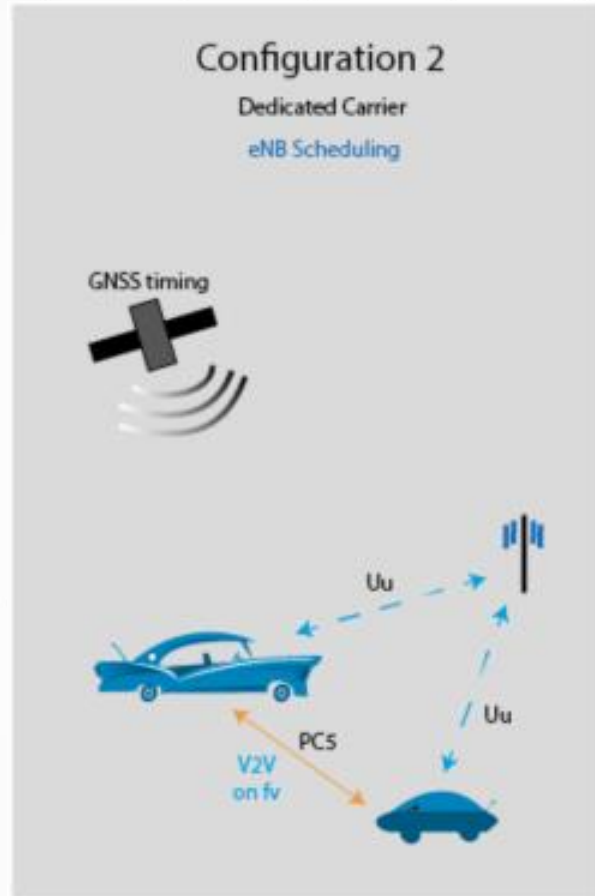 Configuration 2
Dedicated Carrier
eNB Scheduling
GNSS timing
Uu
Uu
PC5
V2V
on fv